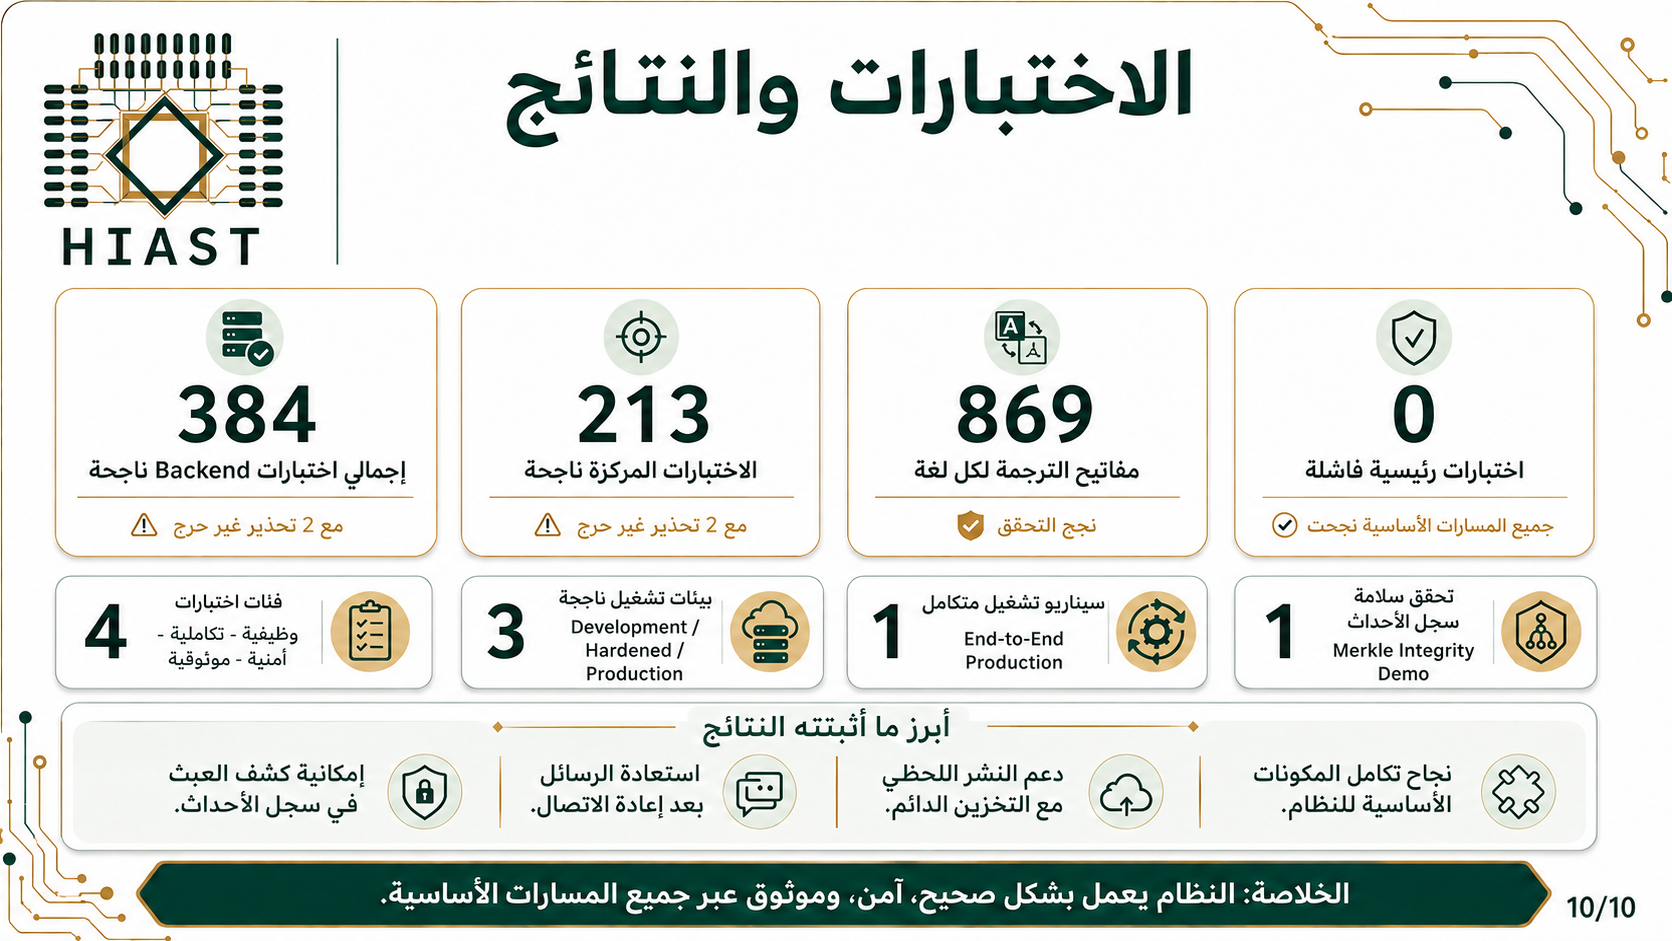 الاختبارات والنتائج
HIAST
0
اختبارات رئيسية فاشلة
جميع المسارات الأساسية نجحت
A
869
مفاتيح الترجمة لكل لغة
نجح التحقق
213
الاختبارات المركزة ناجحة
مع 2 تحذير غير حرج
384
إجمالي اختبارات Backend ناجحة
مع 2 تحذير غير حرج
تحقق سلامة
سجل الأحداث
Merkle Integrity
Demo
1
سيناريو تشغيل متكامل
End-to-End
Production
1
بيئات تشغيل ناجحة
Development /
Hardened /
Production
3
فئات اختبارات
وظيفية - تكاملية -
أمنية - موثوقية
4
أبرز ما أثبتته النتائج
نجاح تكامل المكونات
الأساسية للنظام.
دعم النشر اللحظي
مع التخزين الدائم.
استعادة الرسائل
بعد إعادة الاتصال.
إمكانية كشف العبث
في سجل الأحداث.
الخلاصة: النظام يعمل بشكل صحيح، آمن، وموثوق عبر جميع المسارات الأساسية.
10/10